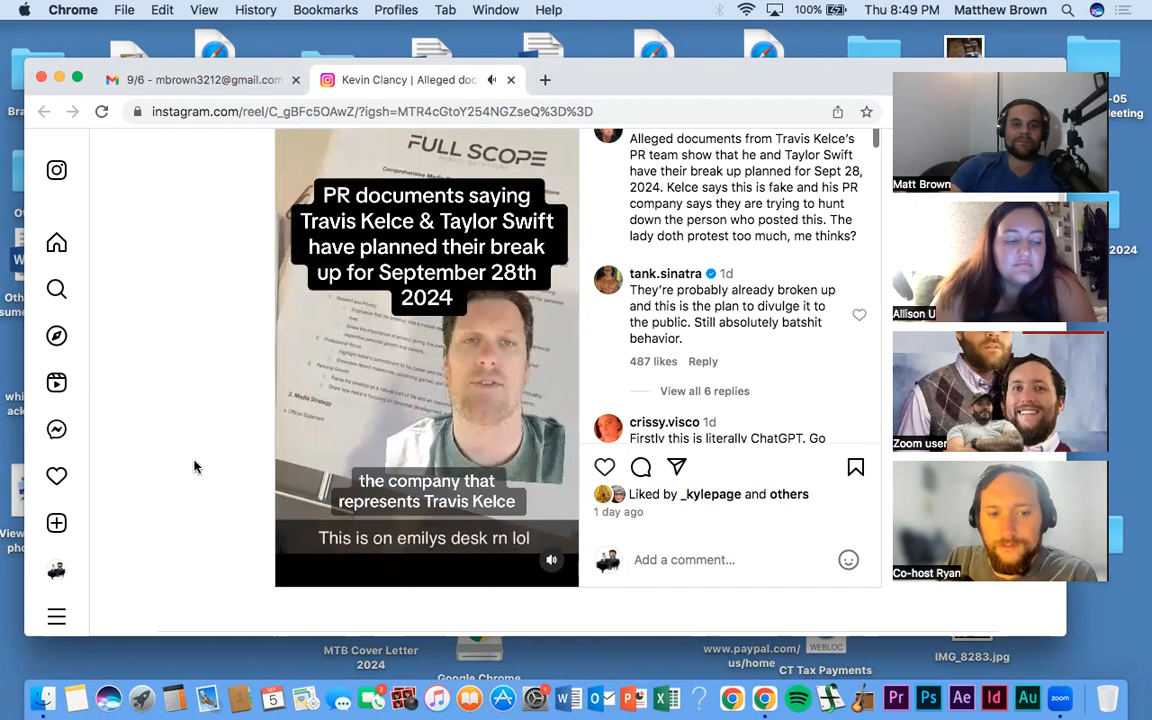 Chrome File Edit View History Bookmarks Profiles Tab Window Help 100% Thu 8:49 PM Matthew Brown
9/6 - mbrown3212@gmail.com
Kevin Clancy | Alleged doc
instagram.com/reel/C_gBFc5OAwZ/?igsh=MTR4cGtoY254NGZseQ%3D%3D
FULL SCOPE
PR documents saying
Travis Kelce & Taylor Swift
have planned their break
up for September 28th
2024
2. Media Strategy
the company that
represents Travis Kelce
This is on emilys desk rn lol
Alleged documents from Travis Kelce's
PR team show that he and Taylor Swift
have their break up planned for Sept 28,
2024. Kelce says this is fake and his PR
company says they are trying to hunt
down the person who posted this. The
lady doth protest too much, me thinks?
tank.sinatra 1d
They're probably already broken up
and this is the plan to divulge it to
the public. Still absolutely batshit
behavior.
487 likes Reply
View all 6 replies
crissy.visco 1d
Firstly this is literally ChatGPT. Go
Liked by _kylepage and others
1 day ago
Add a comment...
Matt Brown
Allison U
Zoom user
Co-host Ryan
MTB Cover Letter
2024
Google Chrome
www.paypal.com/
us/home
WEBLOC
CT Tax Payments
IMG_8283.jpg
SEP
5